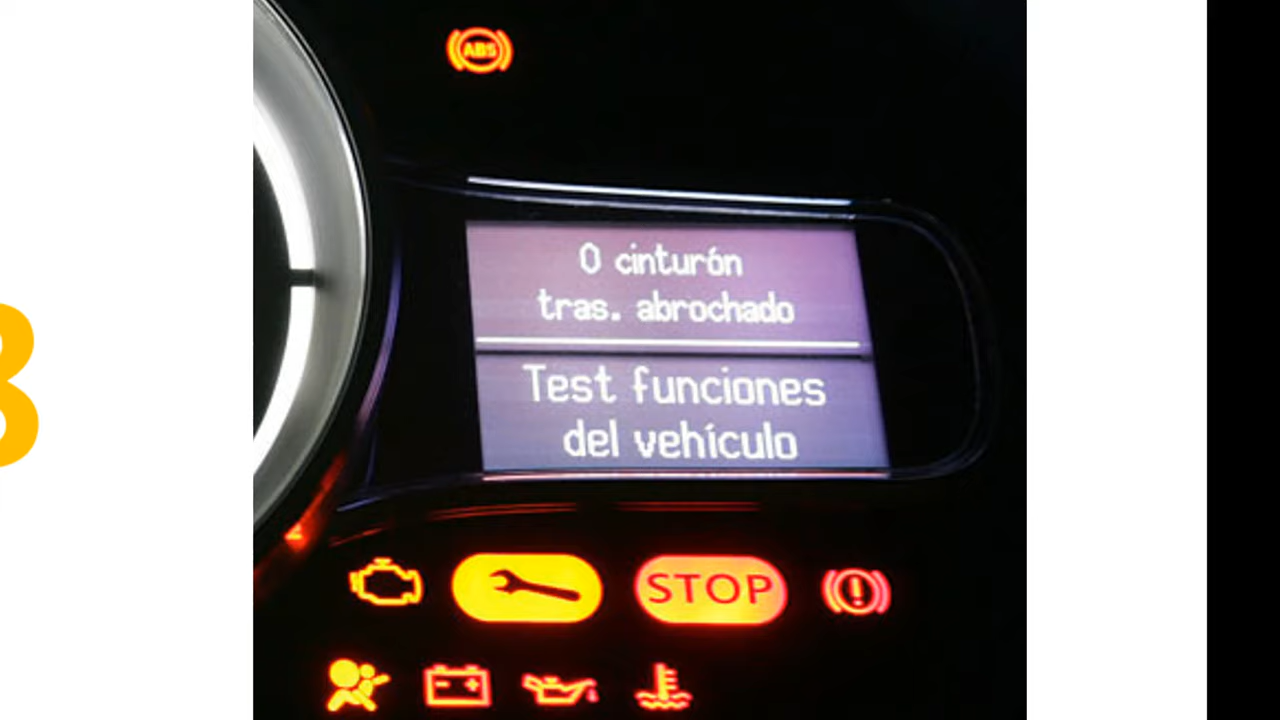 ABS
0 cinturón
tras. abrochado
Test funciones
del vehículo
STOP